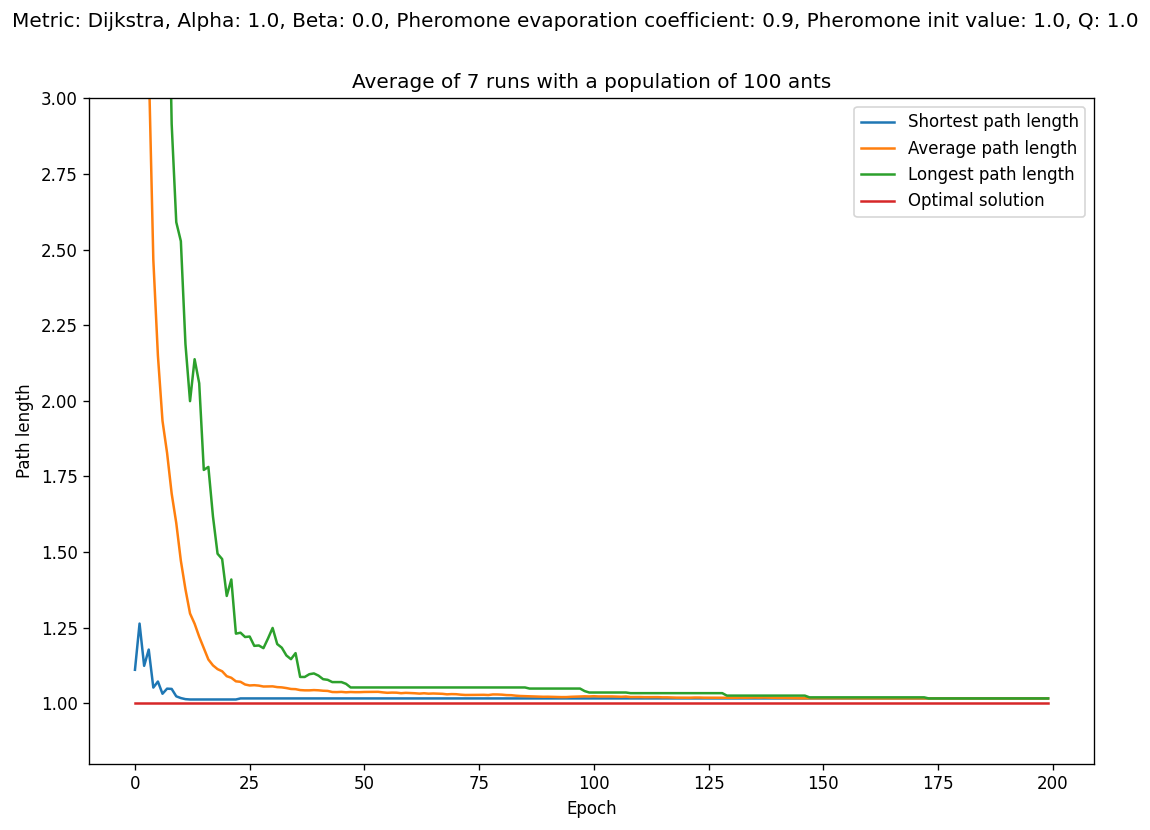 Metric: Dijkstra, Alpha: 1.0, Beta: 0.0, Pheromone evaporation coefficient: 0.9, Pheromone init value: 1.0, Q: 1.0
Average of 7 runs with a population of 100 ants
3.00
2.75
2.50
2.25
2.00
1.75
1.50
1.25
1.00
Path length
Shortest path length
Average path length
Longest path length
Optimal solution
0 25 50 75 100 125 150 175 200
Epoch